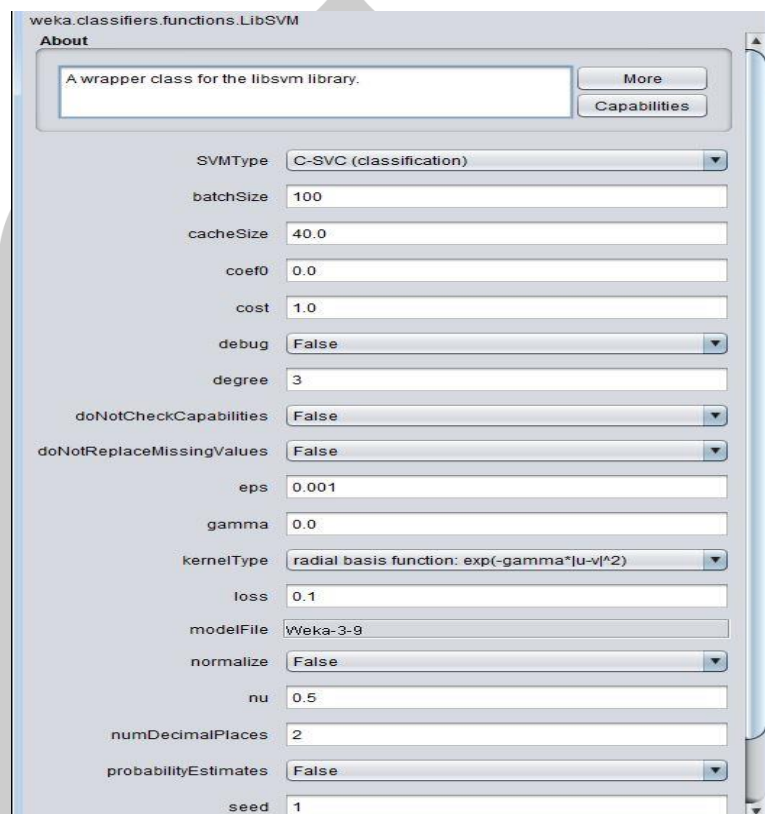 weka.classifiers.functions.LibSVM
About
A wrapper class for the libsvm library.
More
Capabilities
SVMType C-SVC (classification)
batchSize 100
cacheSize 40.0
coef0 0.0
cost 1.0
debug False
degree 3
doNotCheckCapabilities False
doNotReplaceMissingValues False
eps 0.001
gamma 0.0
kernelType radial basis function: exp(-gamma*|u-v|^2)
loss 0.1
modelFile Weka-3-9
normalize False
nu 0.5
numDecimalPlaces 2
probabilityEstimates False
seed 1